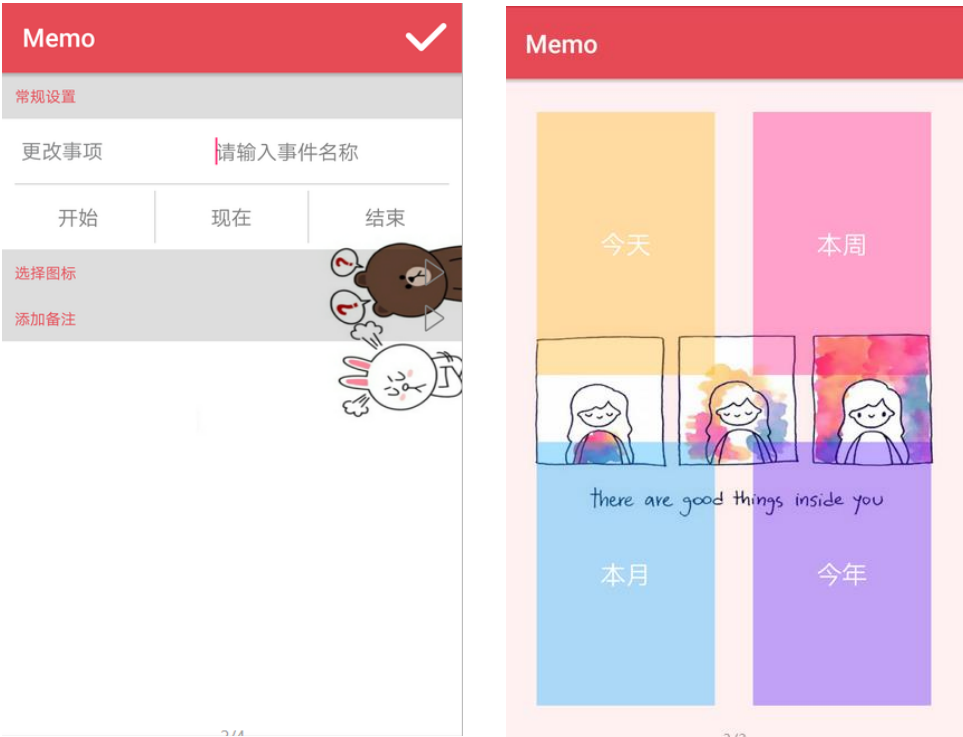 Memo
常规设置
更改事项 请输入事件名称
开始 现在 结束
选择图标
添加备注
Memo
今天 本周
there are good things inside you
本月 今年